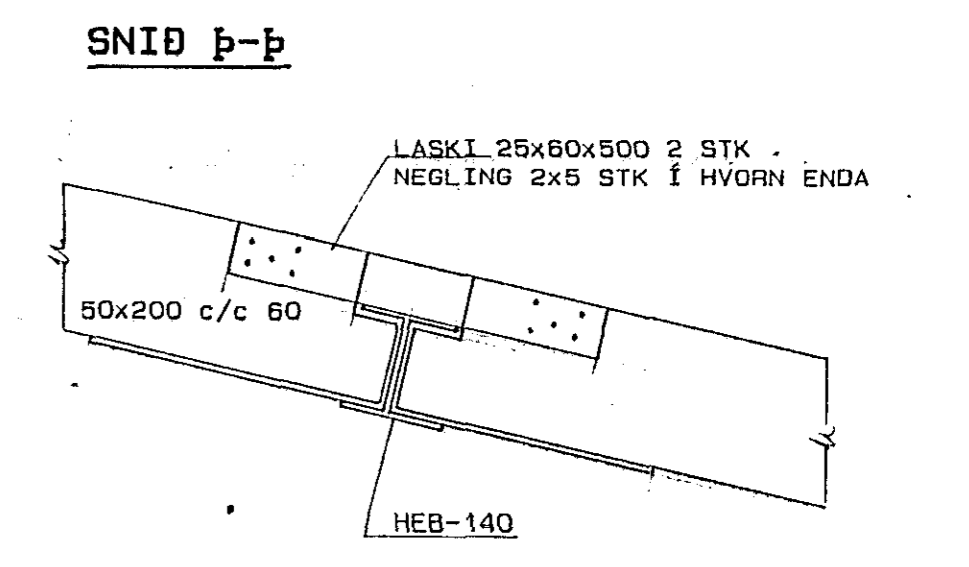 SNIÐ Þ-Þ
LASKI 25x60x500 2 STK
NEGLING 2x5 STK Í HVORN ENDA
50x200 c/c 60
HEB-140